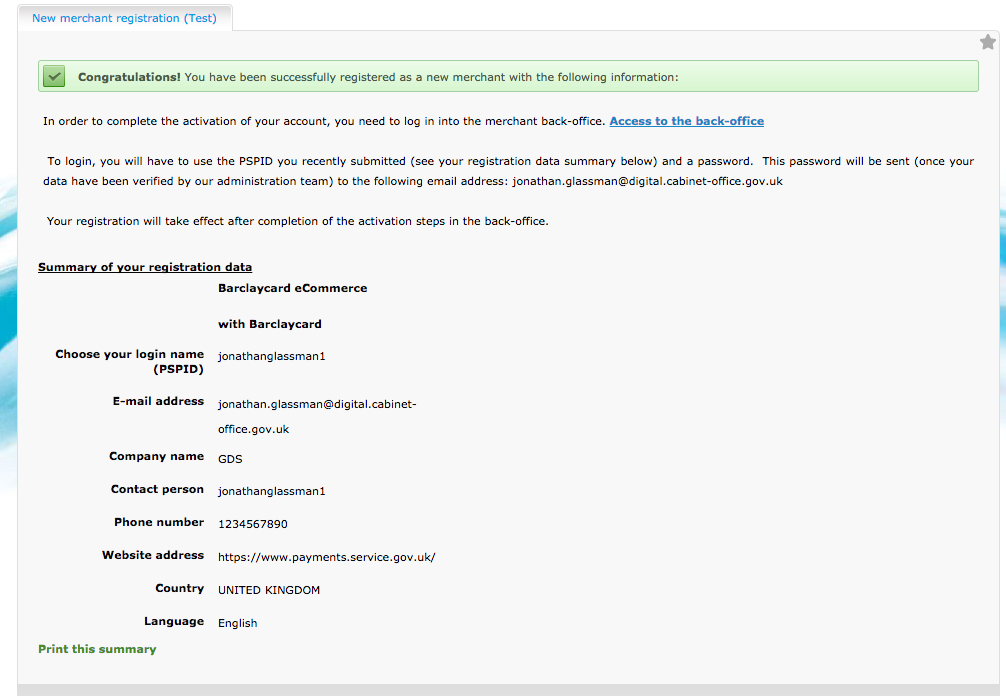 New merchant registration (Test)
Congratulations! You have been successfully registered as a new merchant with the following information:
In order to complete the activation of your account, you need to log in into the merchant back-office. Access to the back-office
To login, you will have to use the PSPID you recently submitted (see your registration data summary below) and a password. This password will be sent (once your
data have been verified by our administration team) to the following email address: jonathan.glassman@digital.cabinet-office.gov.uk
Your registration will take effect after completion of the activation steps in the back-office.
Summary of your registration data
Barclaycard eCommerce
with Barclaycard
Choose your login name jonathanglassman1
(PSPID)
E-mail address jonathan.glassman@digital.cabinet-
office.gov.uk
Company name GDS
Contact person jonathanglassman1
Phone number 1234567890
Website address https://www.payments.service.gov.uk/
Country UNITED KINGDOM
Language English
Print this summary